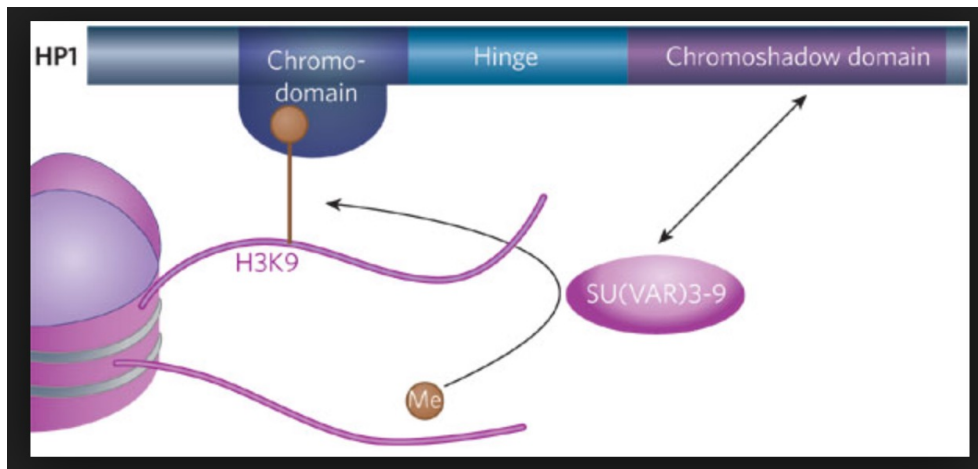 HP1
Chromo-
domain
Hinge
Chromoshadow domain
H3K9
SU(VAR)3-9
Me